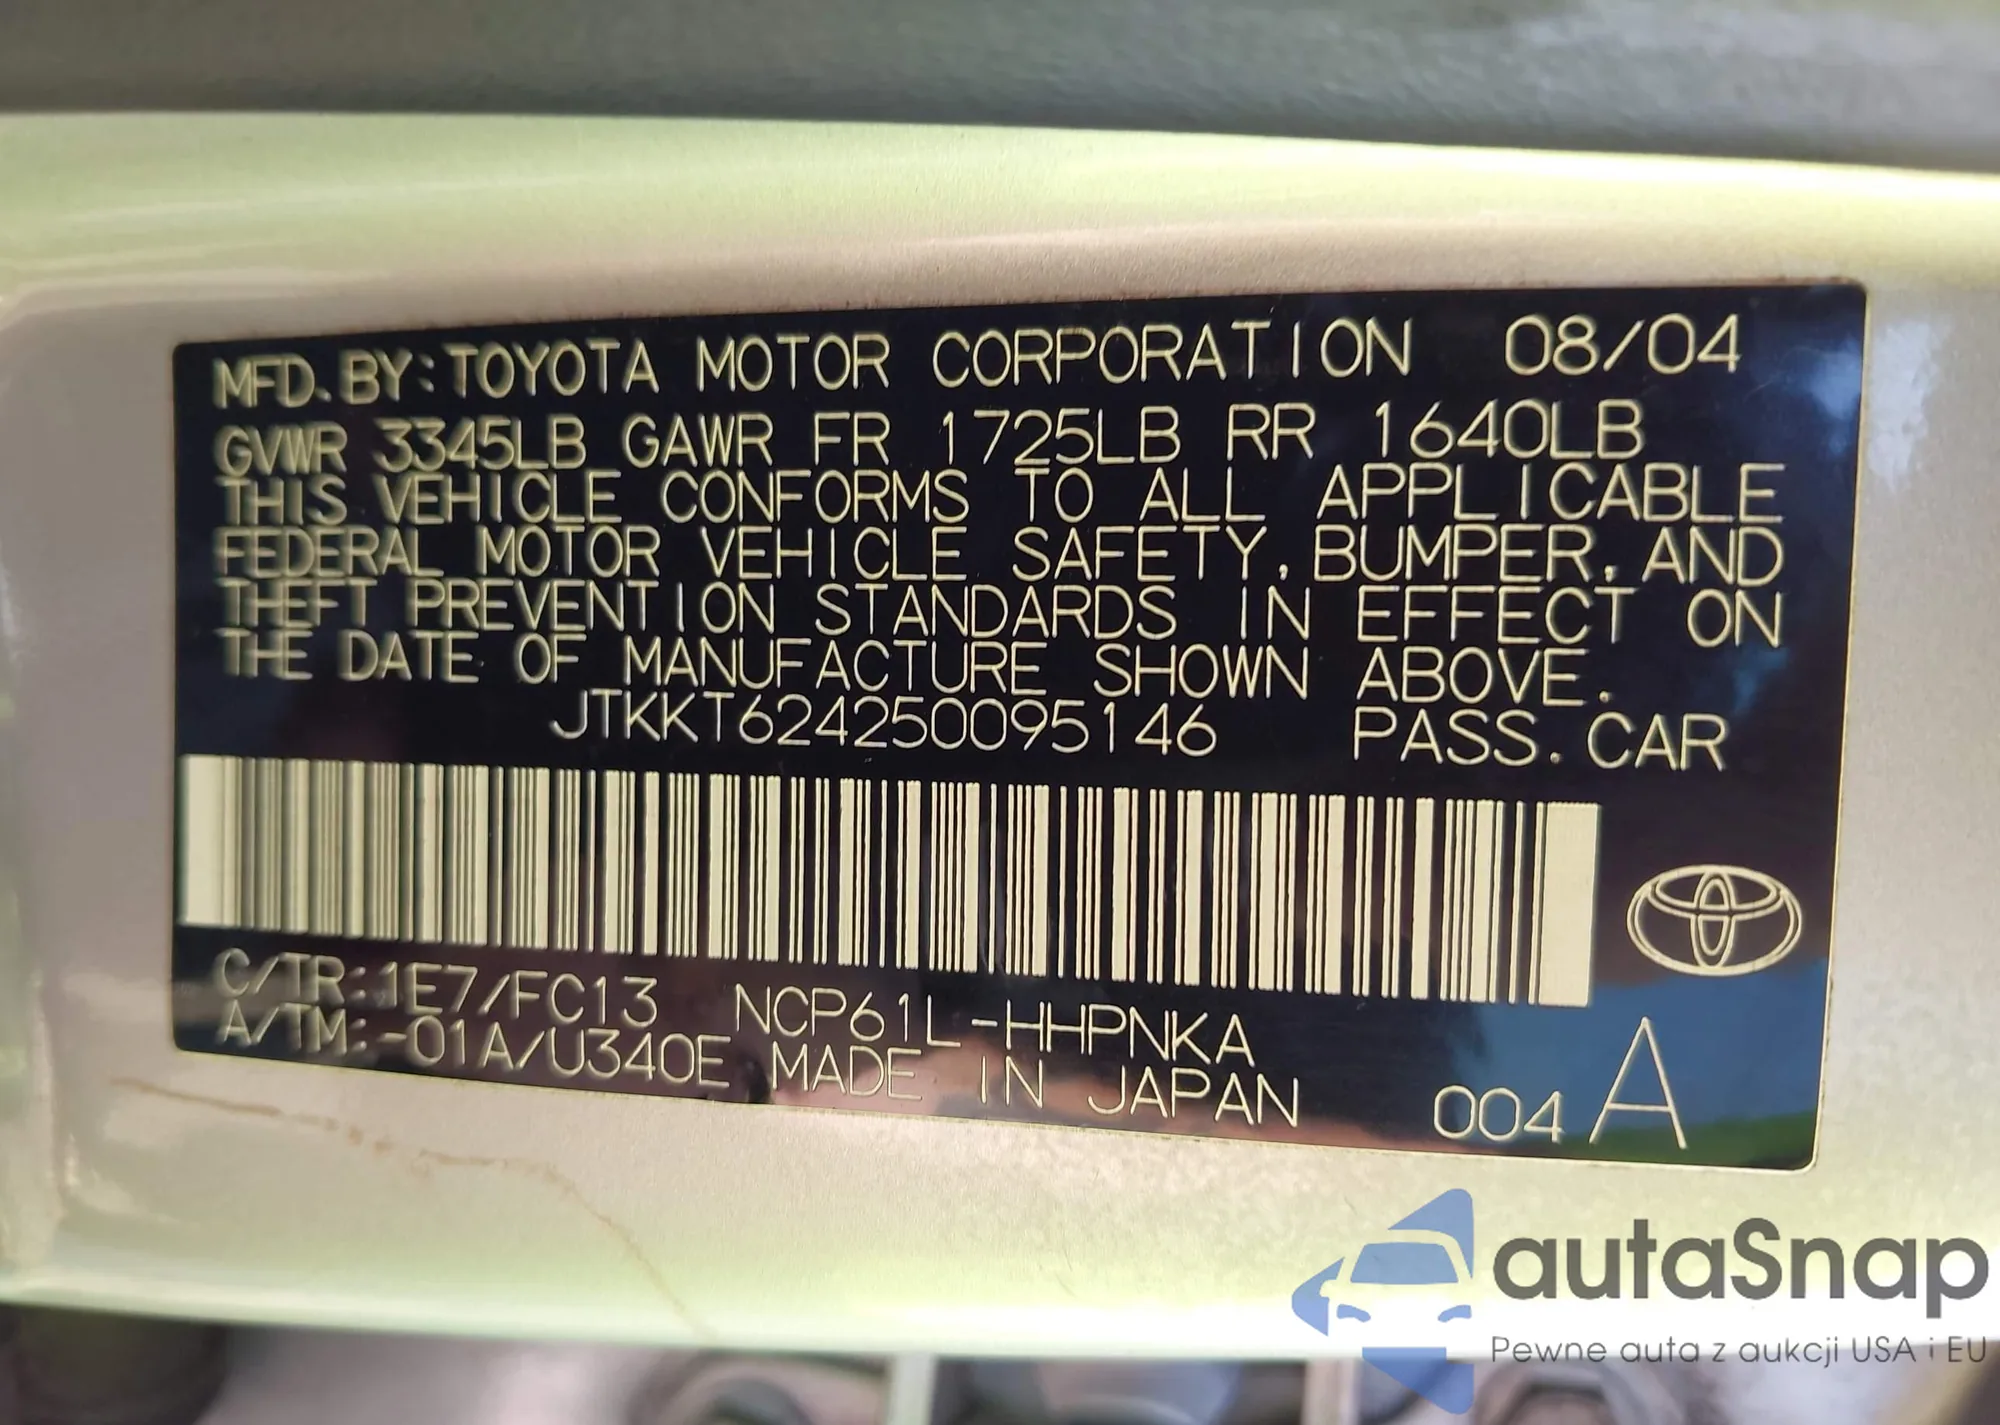 MFD. BY: TOYOTA MOTOR CORPORATION 08/04
GVWR 3345LB GAWR FR 1725LB RR 1640LB
THIS VEHICLE CONFORMS TO ALL APPLICABLE
FEDERAL MOTOR VEHICLE SAFETY, BUMPER, AND
THEFT PREVENTION STANDARDS IN EFFECT ON
THE DATE OF MANUFACTURE SHOWN ABOVE.
JTKKT624250095146 PASS. CAR
C/TR: 1E7/FC13 NCP61L-HHPNKA
A/TM: -01A/U340E MADE IN JAPAN 004 A
autaSnap
Pewne auta z aukcji USA i EU